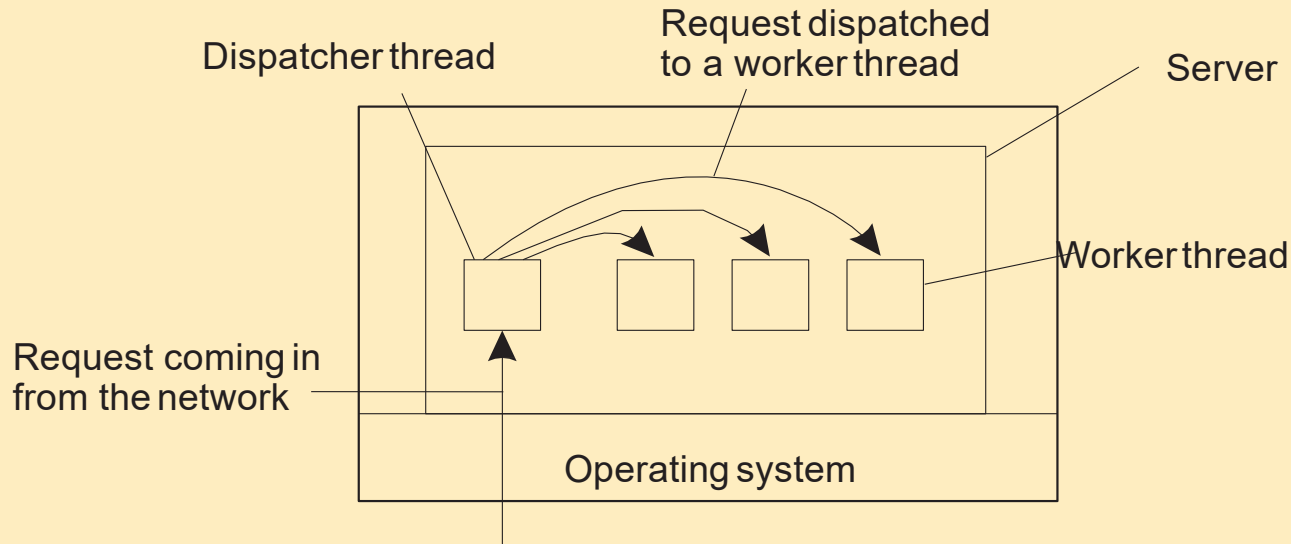 Dispatcher thread
Request dispatched
to a worker thread
Server
Worker thread
Request coming in
from the network
Operating system